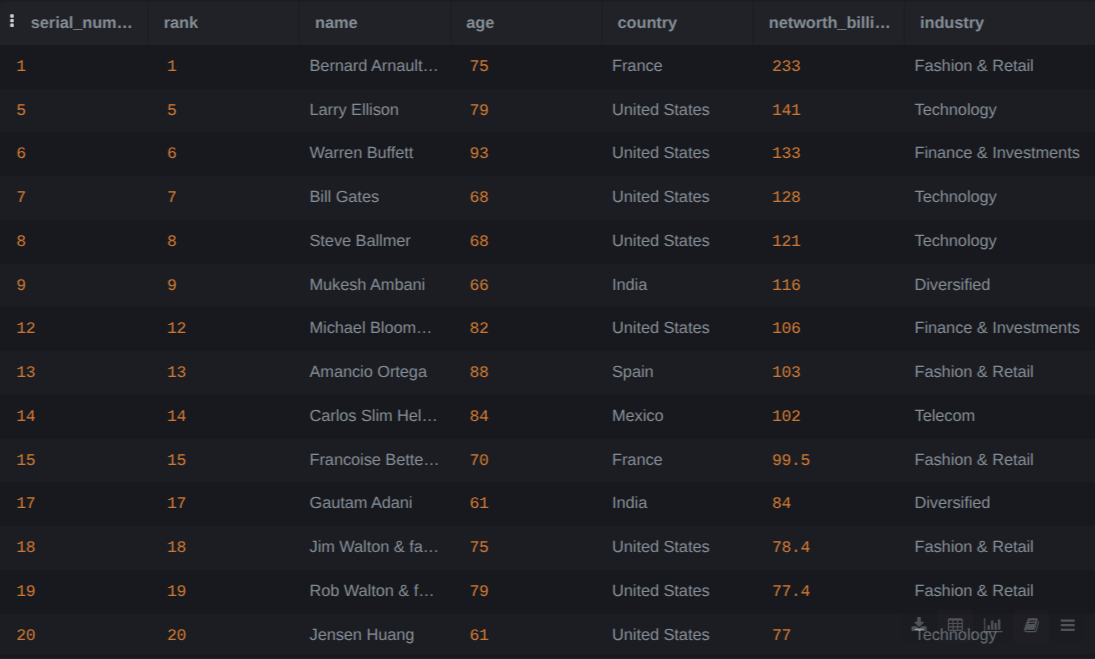 serial_num... rank name age country networth_billi... industry
1 1 Bernard Arnault... 75 France 233 Fashion & Retail
5 5 Larry Ellison 79 United States 141 Technology
6 6 Warren Buffett 93 United States 133 Finance & Investments
7 7 Bill Gates 68 United States 128 Technology
8 8 Steve Ballmer 68 United States 121 Technology
9 9 Mukesh Ambani 66 India 116 Diversified
12 12 Michael Bloom... 82 United States 106 Finance & Investments
13 13 Amancio Ortega 88 Spain 103 Fashion & Retail
14 14 Carlos Slim Hel... 84 Mexico 102 Telecom
15 15 Francoise Bette... 70 France 99.5 Fashion & Retail
17 17 Gautam Adani 61 India 84 Diversified
18 18 Jim Walton & fa... 75 United States 78.4 Fashion & Retail
19 19 Rob Walton & f... 79 United States 77.4 Fashion & Retail
20 20 Jensen Huang 61 United States 77 Technology